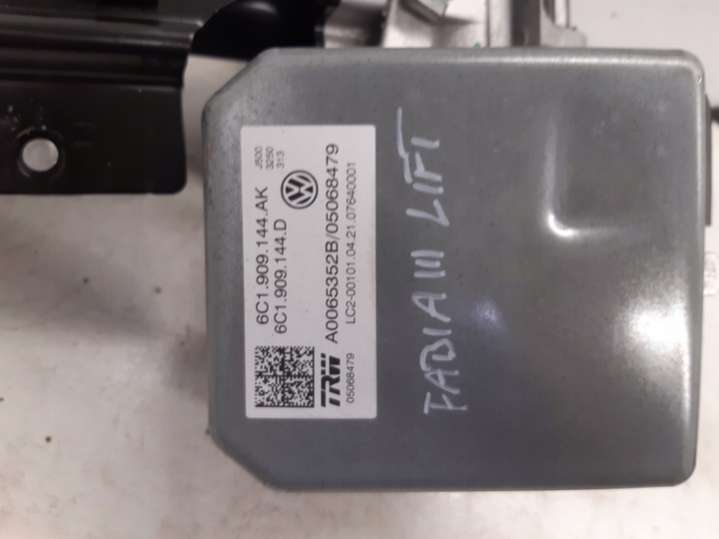 6C1.909.144.AK
6C1.909.144.D
J500
3250
313
TRW
A0065352B/05068479
05068479
LC2-00101.04.21.07640001
FABIA III LIFT